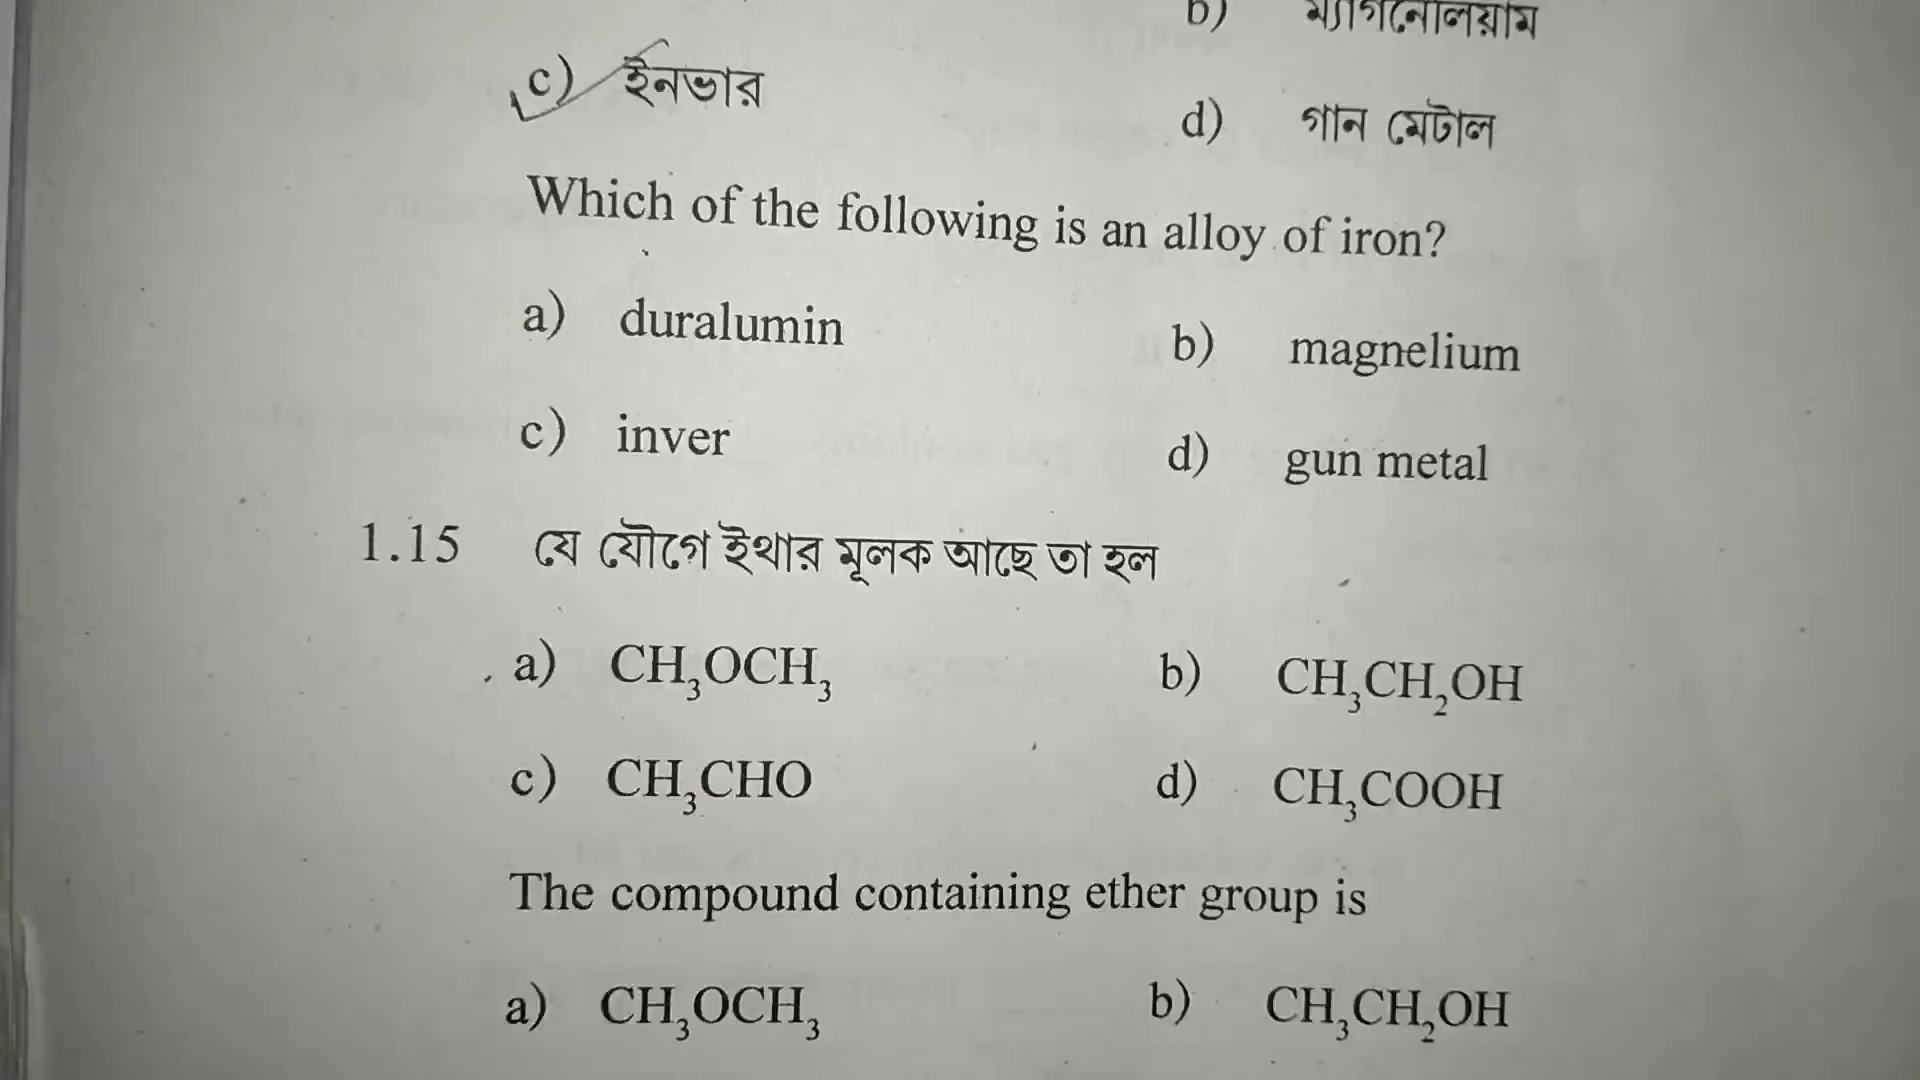 b) ম্যাগনেলিয়াম
c) ইনভার
d) গান মেটাল
Which of the following is an alloy of iron?
a) duralumin
b) magnelium
c) inver
d) gun metal
1.15 যে যৌগে ইথার মূলক আছে তা হল
a) CH₃OCH₃
b) CH₃CH₂OH
c) CH₃CHO
d) CH₃COOH
The compound containing ether group is
a) CH₃OCH₃
b) CH₃CH₂OH